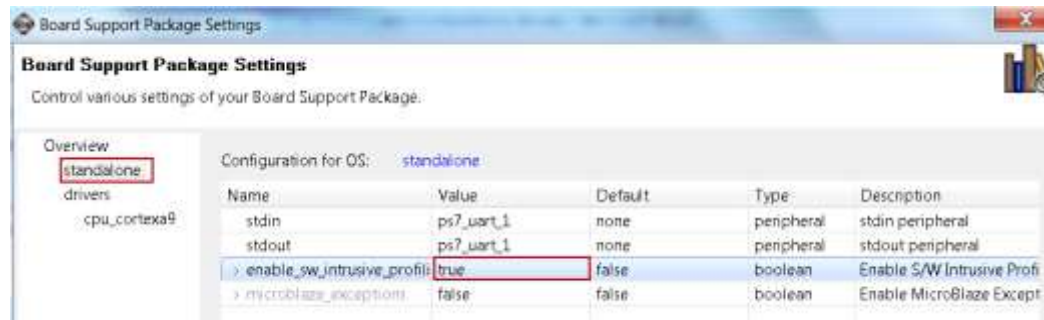 Board Support Package Settings
Board Support Package Settings
Control various settings of your Board Support Package.
Overview
standalone
drivers
cpu_cortexa9
Configuration for OS: standalone
Name Value Default Type Description
stdin ps7_uart_1 none peripheral stdin peripheral
stdout ps7_uart_1 none peripheral stdout peripheral
> enable_sw_intrusive_profili true false boolean Enable S/W Intrusive Profi
> microblaze_exceptions false false boolean Enable MicroBlaze Except